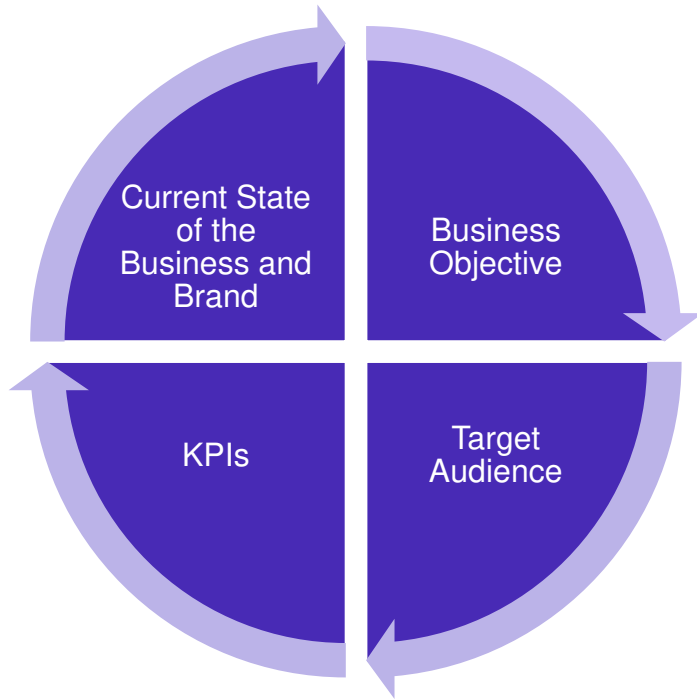 Current State
of the
Business and
Brand
Business
Objective
KPIs
Target
Audience